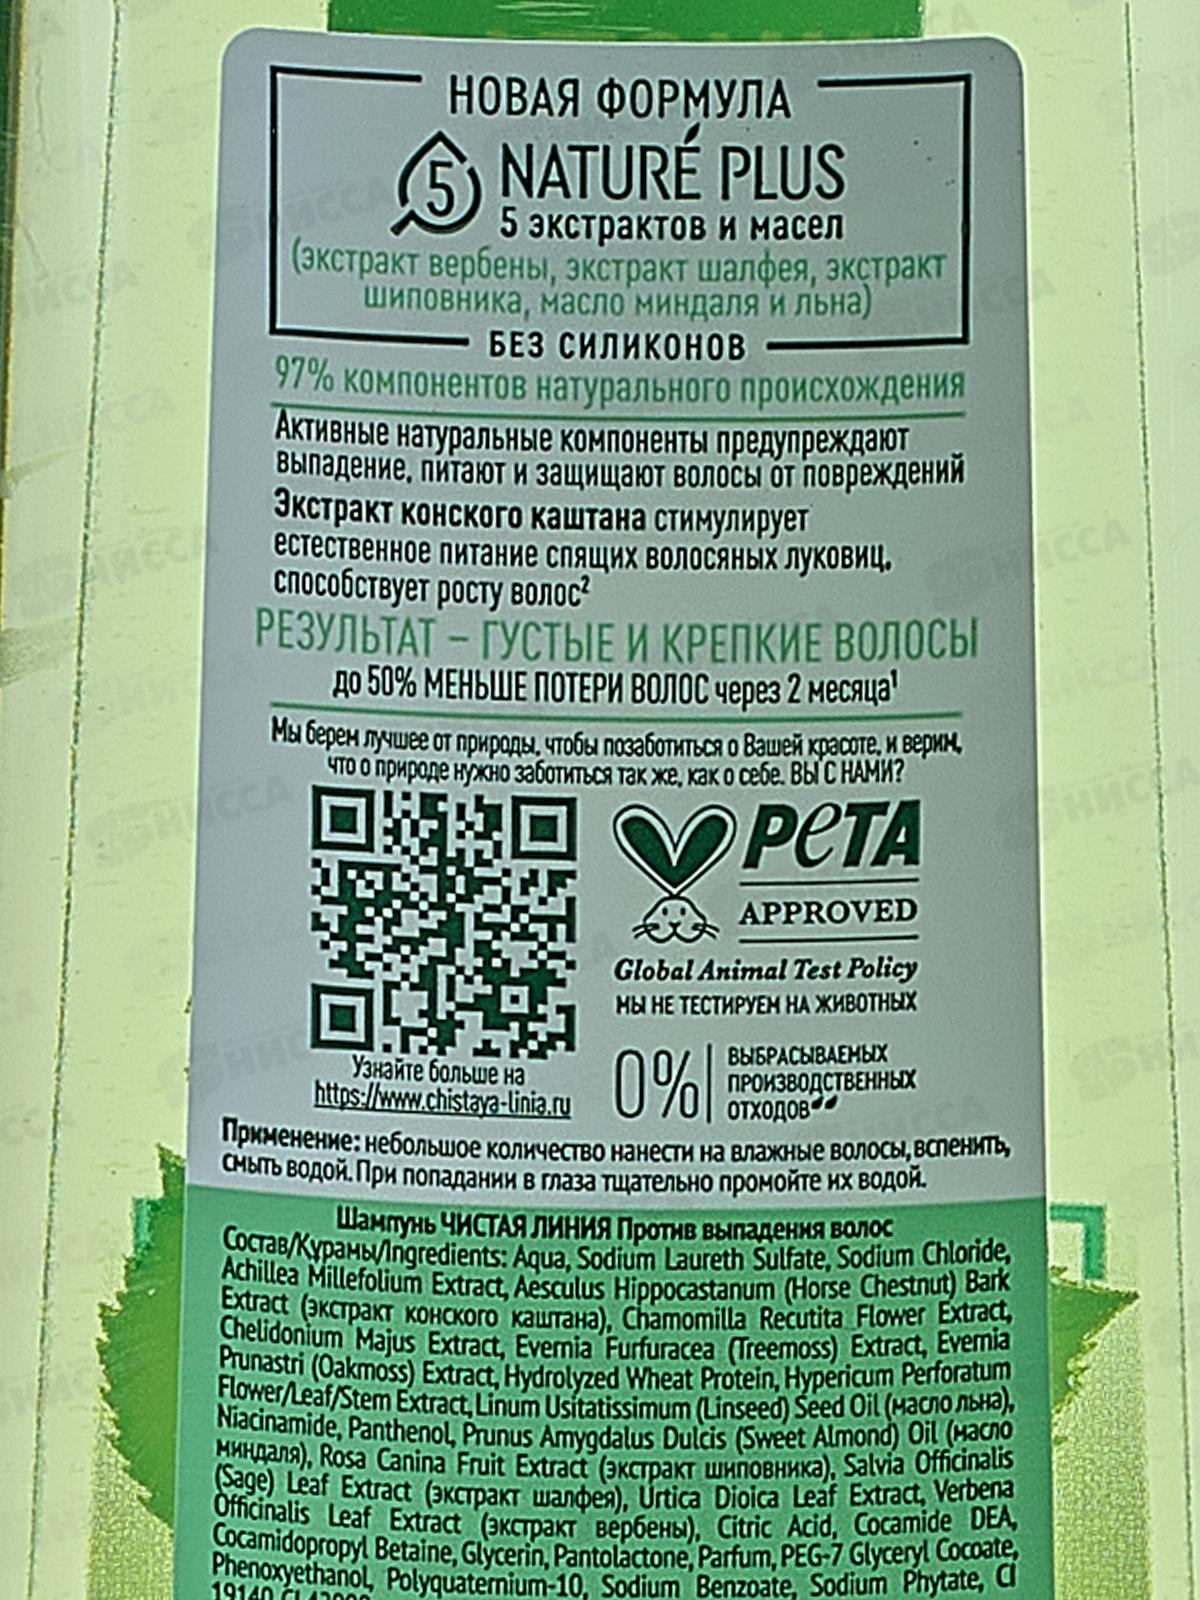 НОВАЯ ФОРМУЛА
5 NATURÉ PLUS
5 экстрактов и масел
(экстракт вербены, экстракт шалфея, экстракт
шиповника, масло миндаля и льна)
БЕЗ СИЛИКОНОВ
97% компонентов натурального происхождения
Активные натуральные компоненты предупреждают
выпадение, питают и защищают волосы от повреждений
Экстракт конского каштана стимулирует
естественное питание спящих волосяных луковиц,
способствует росту волос²
РЕЗУЛЬТАТ – ГУСТЫЕ И КРЕПКИЕ ВОЛОСЫ
до 50% МЕНЬШЕ ПОТЕРИ ВОЛОС через 2 месяца¹
Мы берем лучшее от природы, чтобы позаботиться о Вашей красоте, и верим,
что о природе нужно заботиться так же, как о себе. ВЫ С НАМИ?
PETA
APPROVED
Global Animal Test Policy
МЫ НЕ ТЕСТИРУЕМ НА ЖИВОТНЫХ
Узнайте больше на
https://www.chistaya-linia.ru
0% ВЫБРАСЫВАЕМЫХ
ПРОИЗВОДСТВЕННЫХ
ОТХОДОВ
Применение: небольшое количество нанести на влажные волосы, вспенить,
смыть водой. При попадании в глаза тщательно промойте их водой.
Шампунь ЧИСТАЯ ЛИНИЯ Против выпадения волос
Состав/Құрамы/Ingredients: Aqua, Sodium Laureth Sulfate, Sodium Chloride,
Achillea Millefolium Extract, Aesculus Hippocastanum (Horse Chestnut) Bark
Extract (экстракт конского каштана), Chamomilla Recutita Flower Extract,
Chelidonium Majus Extract, Evernia Furfuracea (Treemoss) Extract, Evernia
Prunastri (Oakmoss) Extract, Hydrolyzed Wheat Protein, Hypericum Perforatum
Flower/Leaf/Stem Extract, Linum Usitatissimum (Linseed) Seed Oil (масло льна),
Niacinamide, Panthenol, Prunus Amygdalus Dulcis (Sweet Almond) Oil (масло
миндаля), Rosa Canina Fruit Extract (экстракт шиповника), Salvia Officinalis
(Sage) Leaf Extract (экстракт шалфея), Urtica Dioica Leaf Extract, Verbena
Officinalis Leaf Extract (экстракт вербены), Citric Acid, Cocamide DEA,
Cocamidopropyl Betaine, Glycerin, Pantolactone, Parfum, PEG-7 Glyceryl Cocoate,
Phenoxyethanol, Polyquaternium-10, Sodium Benzoate, Sodium Phytate, CI
19140, CI